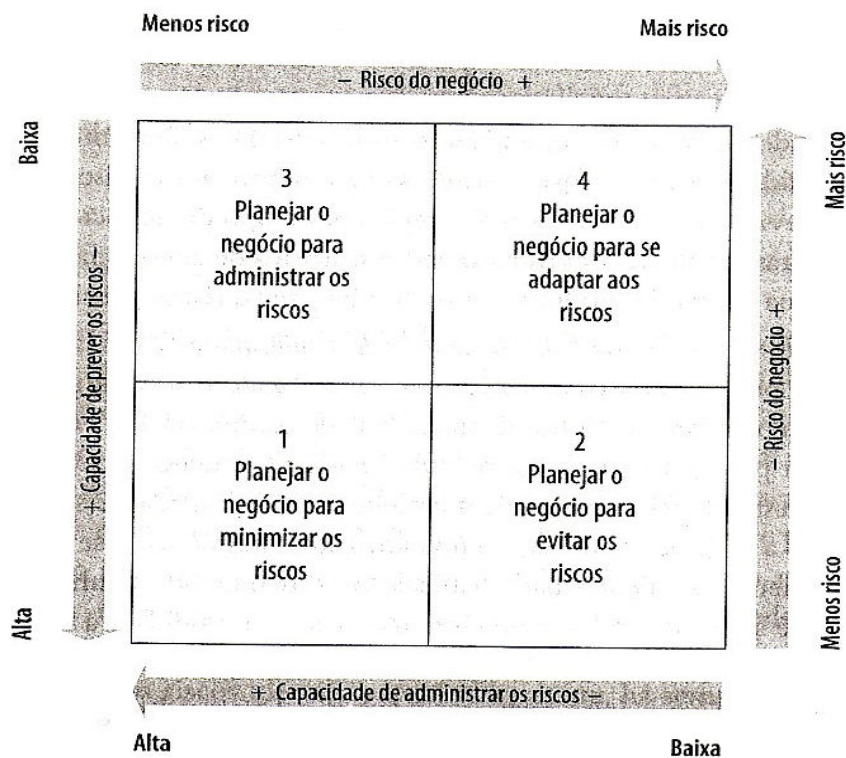 Menos risco
Mais risco
– Risco do negócio +
Baixa
Mais risco
3
Planejar o
negócio para
administrar os
riscos
4
Planejar o
negócio para se
adaptar aos
riscos
+ Capacidade de prever os riscos –
– Risco do negócio +
1
Planejar o
negócio para
minimizar os
riscos
2
Planejar o
negócio para
evitar os
riscos
Alta
Menos risco
+ Capacidade de administrar os riscos –
Alta
Baixa